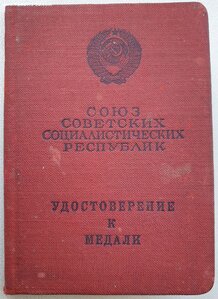 СОЮЗ
СОВЕТСКИХ
СОЦИАЛИСТИЧЕСКИХ
РЕСПУБЛИК
УДОСТОВЕРЕНИЕ
К
МЕДАЛИ